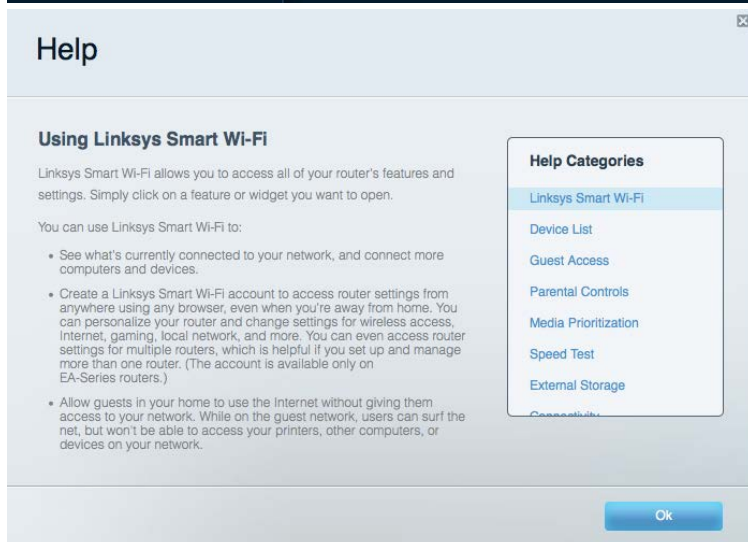 Help
Using Linksys Smart Wi-Fi
Linksys Smart Wi-Fi allows you to access all of your router's features and
settings. Simply click on a feature or widget you want to open.
You can use Linksys Smart Wi-Fi to:
• See what's currently connected to your network, and connect more
computers and devices.
• Create a Linksys Smart Wi-Fi account to access router settings from
anywhere using any browser, even when you're away from home. You
can personalize your router and change settings for wireless access,
Internet, gaming, local network, and more. You can even access router
settings for multiple routers, which is helpful if you set up and manage
more than one router. (The account is available only on
EA-Series routers.)
• Allow guests in your home to use the Internet without giving them
access to your network. While on the guest network, users can surf the
net, but won't be able to access your printers, other computers, or
devices on your network.
Help Categories
Linksys Smart Wi-Fi
Device List
Guest Access
Parental Controls
Media Prioritization
Speed Test
External Storage
Connectivity
Ok